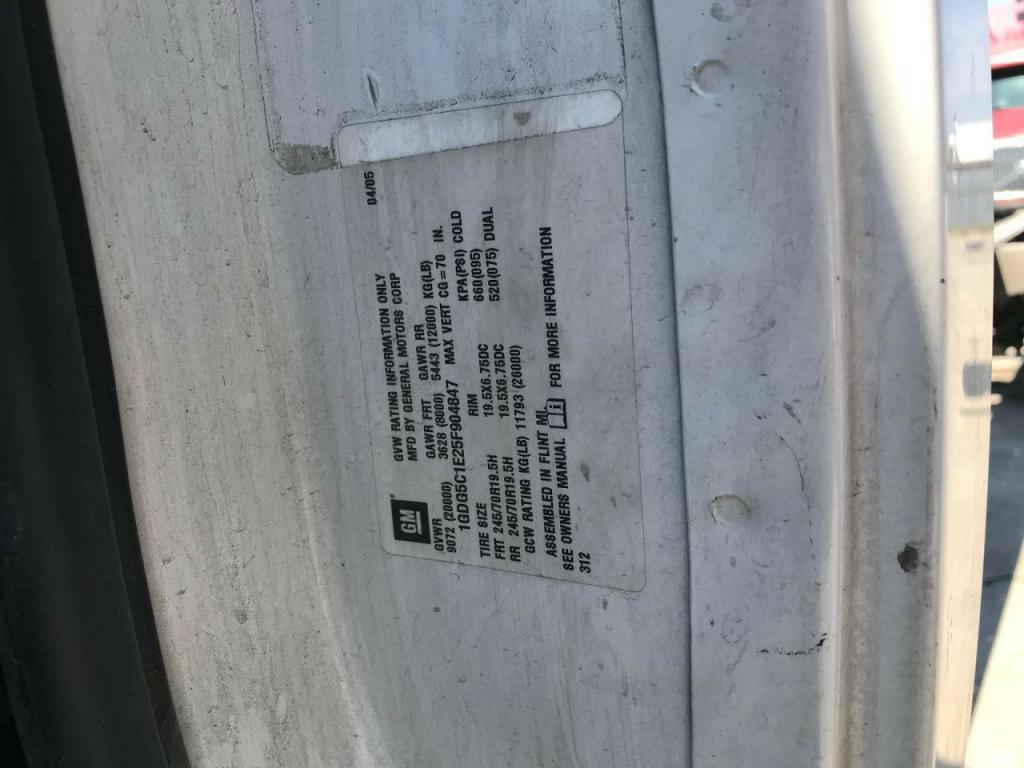 04/05
GM
GVW RATING INFORMATION ONLY
MFD BY GENERAL MOTORS CORP
GVWR GAWR FRT GAWR RR
9072 (20000) 3628 (8000) 5443 (12000) KG(LB)
1GDG5C1E25F904847 MAX VERT CG=70 IN.
TIRE SIZE RIM KPA(PSI) COLD
FRT 245/70R19.5H 19.5X6.75DC 660(095)
RR 245/70R19.5H 19.5X6.75DC 520(075) DUAL
GCW RATING KG(LB) 11793 (26000)
ASSEMBLED IN FLINT MI.
SEE OWNERS MANUAL i FOR MORE INFORMATION
312